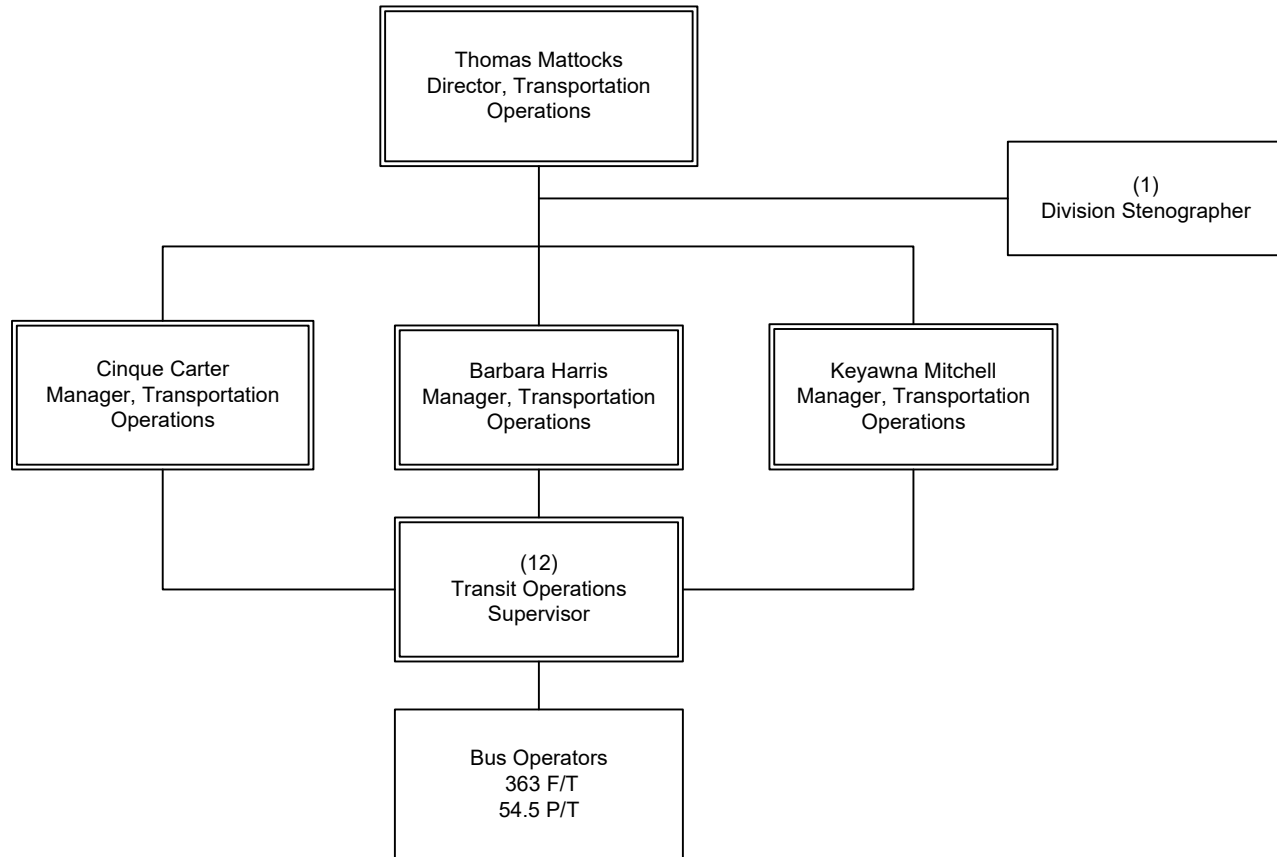 Thomas Mattocks
Director, Transportation
Operations
(1)
Division Stenographer
Cinque Carter
Manager, Transportation
Operations
Barbara Harris
Manager, Transportation
Operations
Keyawna Mitchell
Manager, Transportation
Operations
(12)
Transit Operations
Supervisor
Bus Operators
363 F/T
54.5 P/T